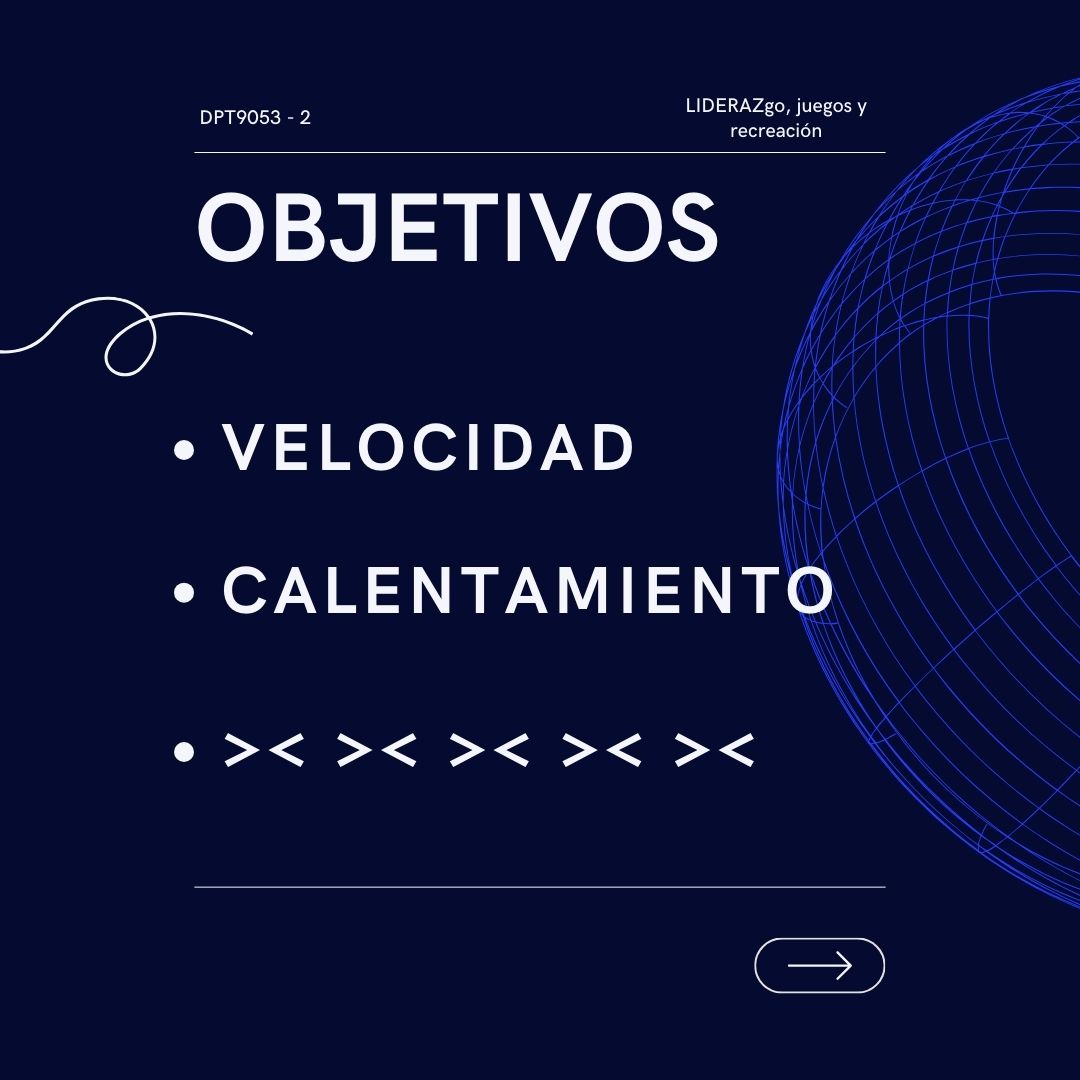 DPT9053 - 2
LIDERAZgo, juegos y
recreación
OBJETIVOS
• VELOCIDAD
• CALENTAMIENTO
• >< >< >< >< ><